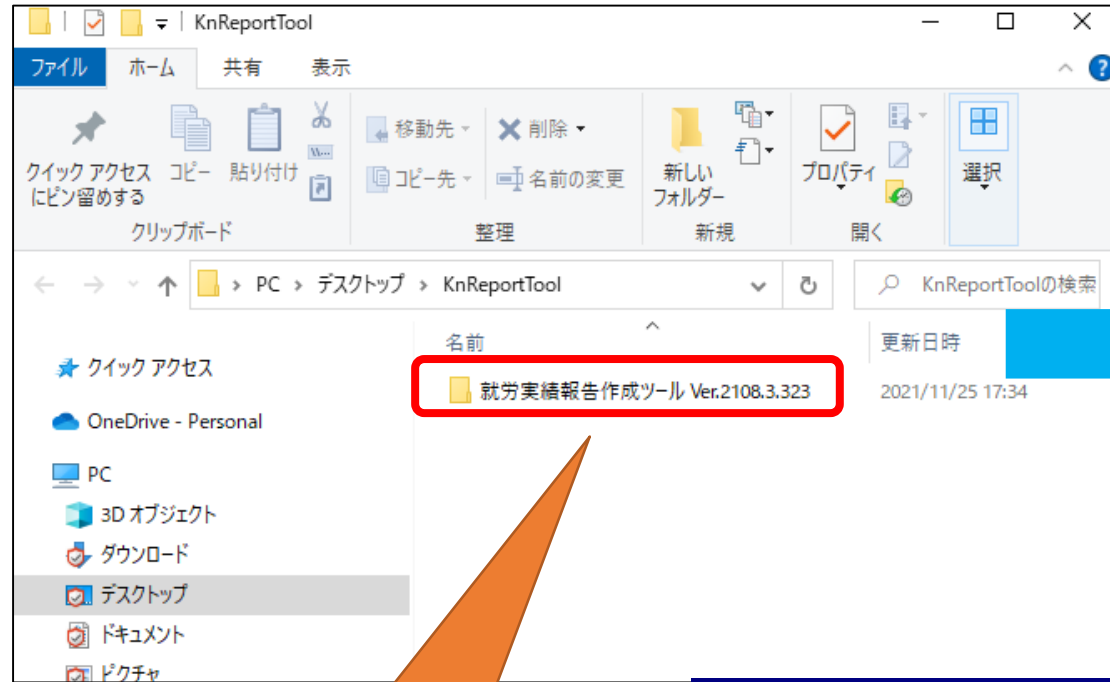 KnReportTool
ファイル ホーム 共有 表示
クイック アクセス
にピン留めする
コピー
貼り付け
移動先
コピー先
削除
名前の変更
新しい
フォルダー
プロパティ
選択
クリップボード 整理 新規 開く
PC > デスクトップ > KnReportTool
KnReportToolの検索
名前 更新日時
就労実績報告作成ツール Ver.2108.3.323 2021/11/25 17:34
クイック アクセス
OneDrive - Personal
PC
3D オブジェクト
ダウンロード
デスクトップ
ドキュメント
ピクチャ